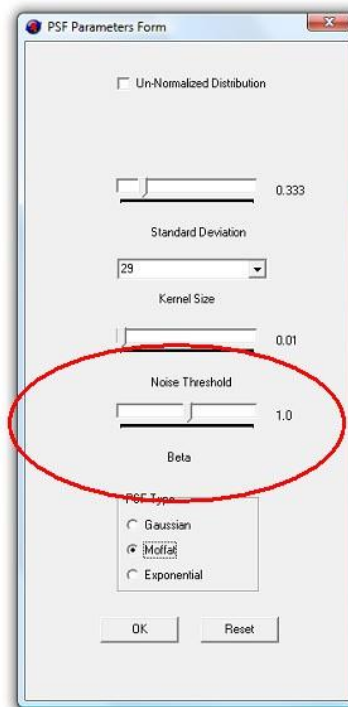 PSF Parameters Form
Un-Normalized Distribution
0.333
Standard Deviation
29
Kernel Size
0.01
Noise Threshold
1.0
Beta
PSF Type
Gaussian
Moffat
Exponential
OK Reset